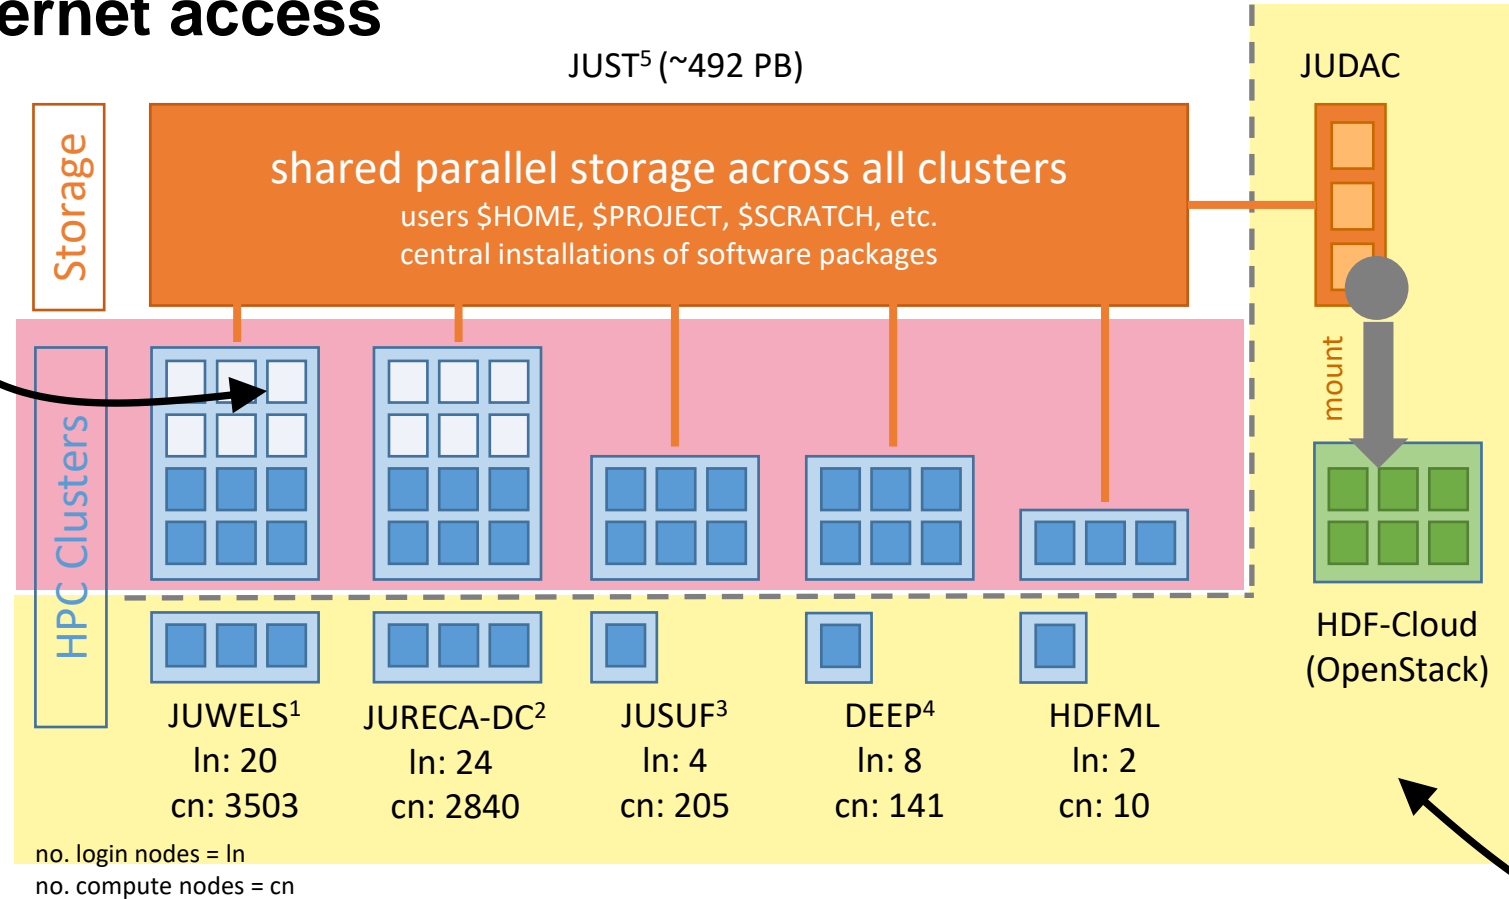 ernet access
JUST⁵ (~492 PB)
JUDAC
Storage
shared parallel storage across all clusters
users $HOME, $PROJECT, $SCRATCH, etc.
central installations of software packages
mount
HPC Clusters
HDF-Cloud
(OpenStack)
JUWELS¹
ln: 20
cn: 3503
JURECA-DC²
ln: 24
cn: 2840
JUSUF³
ln: 4
cn: 205
DEEP⁴
ln: 8
cn: 141
HDFML
ln: 2
cn: 10
no. login nodes = ln
no. compute nodes = cn